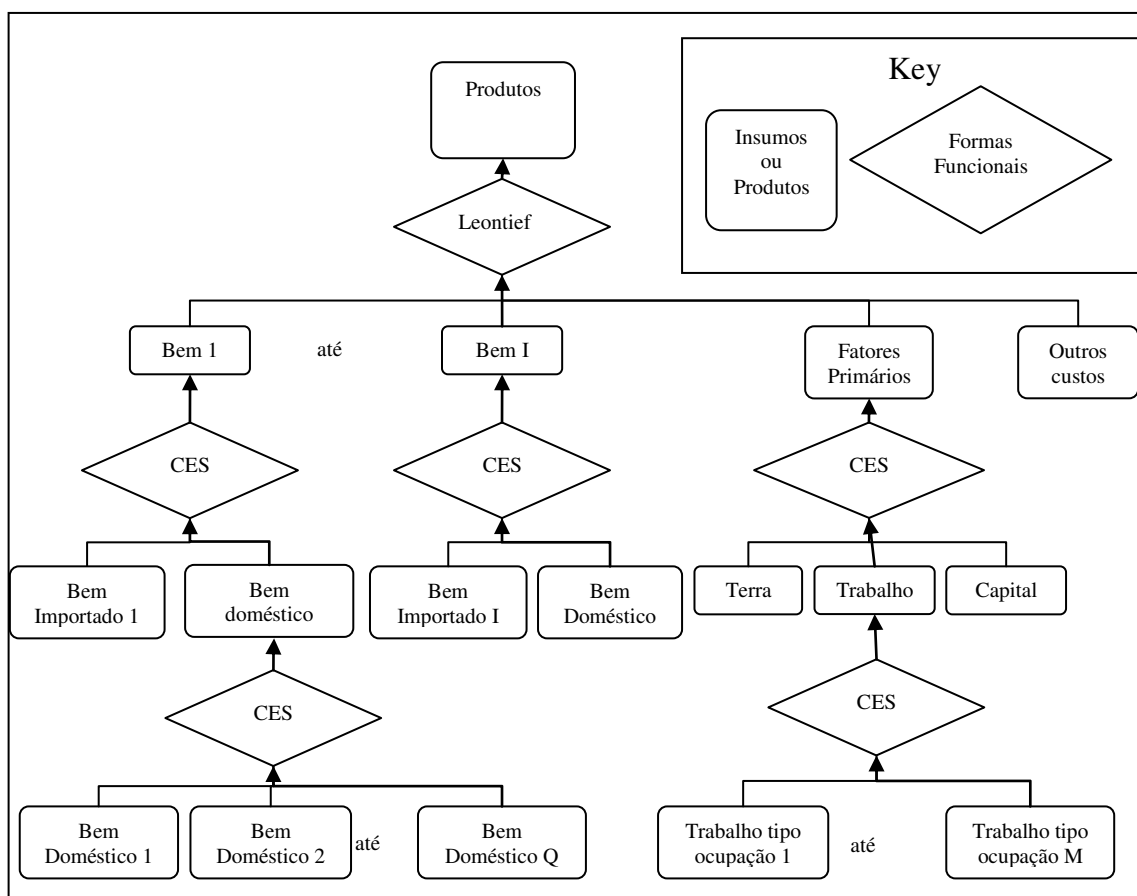 Produtos
Key
Insumos
ou
Produtos
Formas
Funcionais
Leontief
Bem 1
até
Bem I
Fatores
Primários
Outros
custos
CES
CES
CES
Bem
Importado 1
Bem
doméstico
Bem
Importado I
Bem
Doméstico
Terra
Trabalho
Capital
CES
CES
Bem
Doméstico 1
Bem
Doméstico 2
até
Bem
Doméstico Q
Trabalho tipo
ocupação 1
até
Trabalho tipo
ocupação M